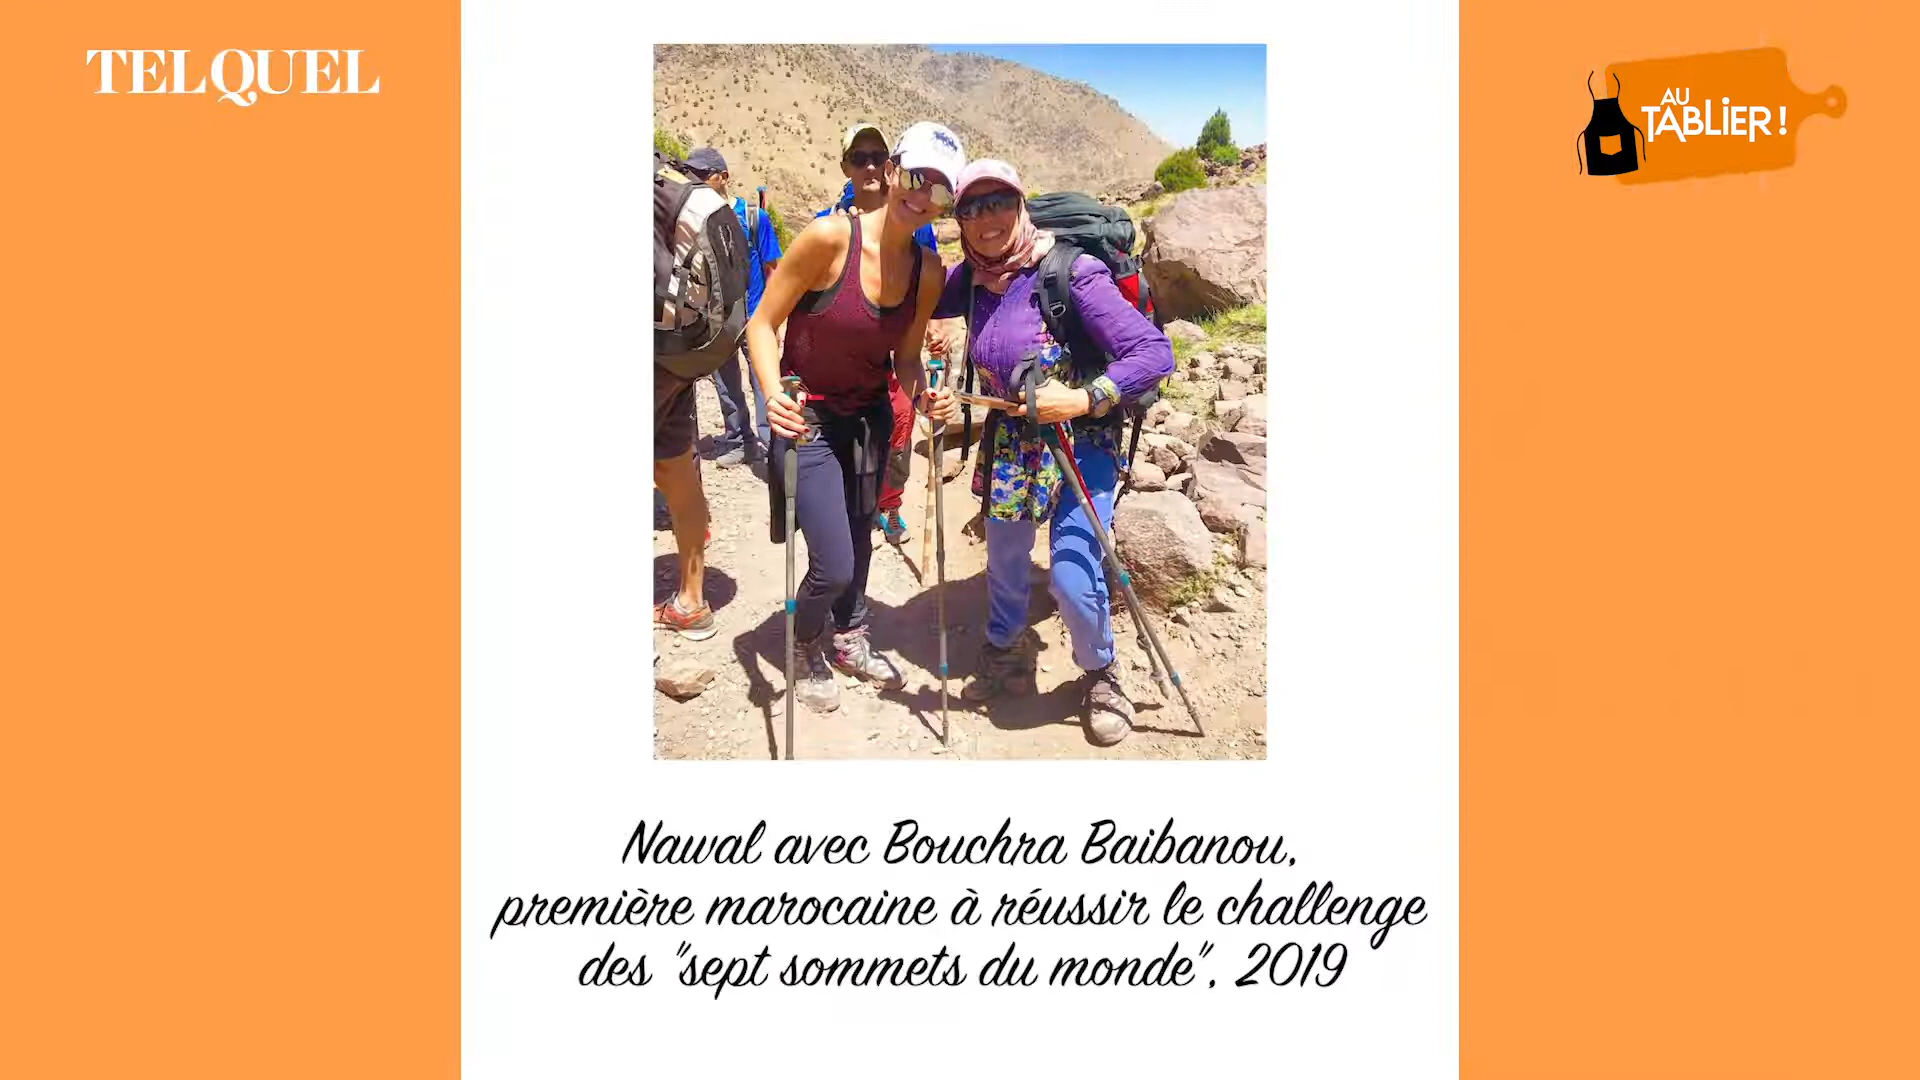 TELQUEL
AU
TABLIER !
Nawal avec Bouchra Baibanou,
première marocaine à réussir le challenge
des "sept sommets du monde", 2019